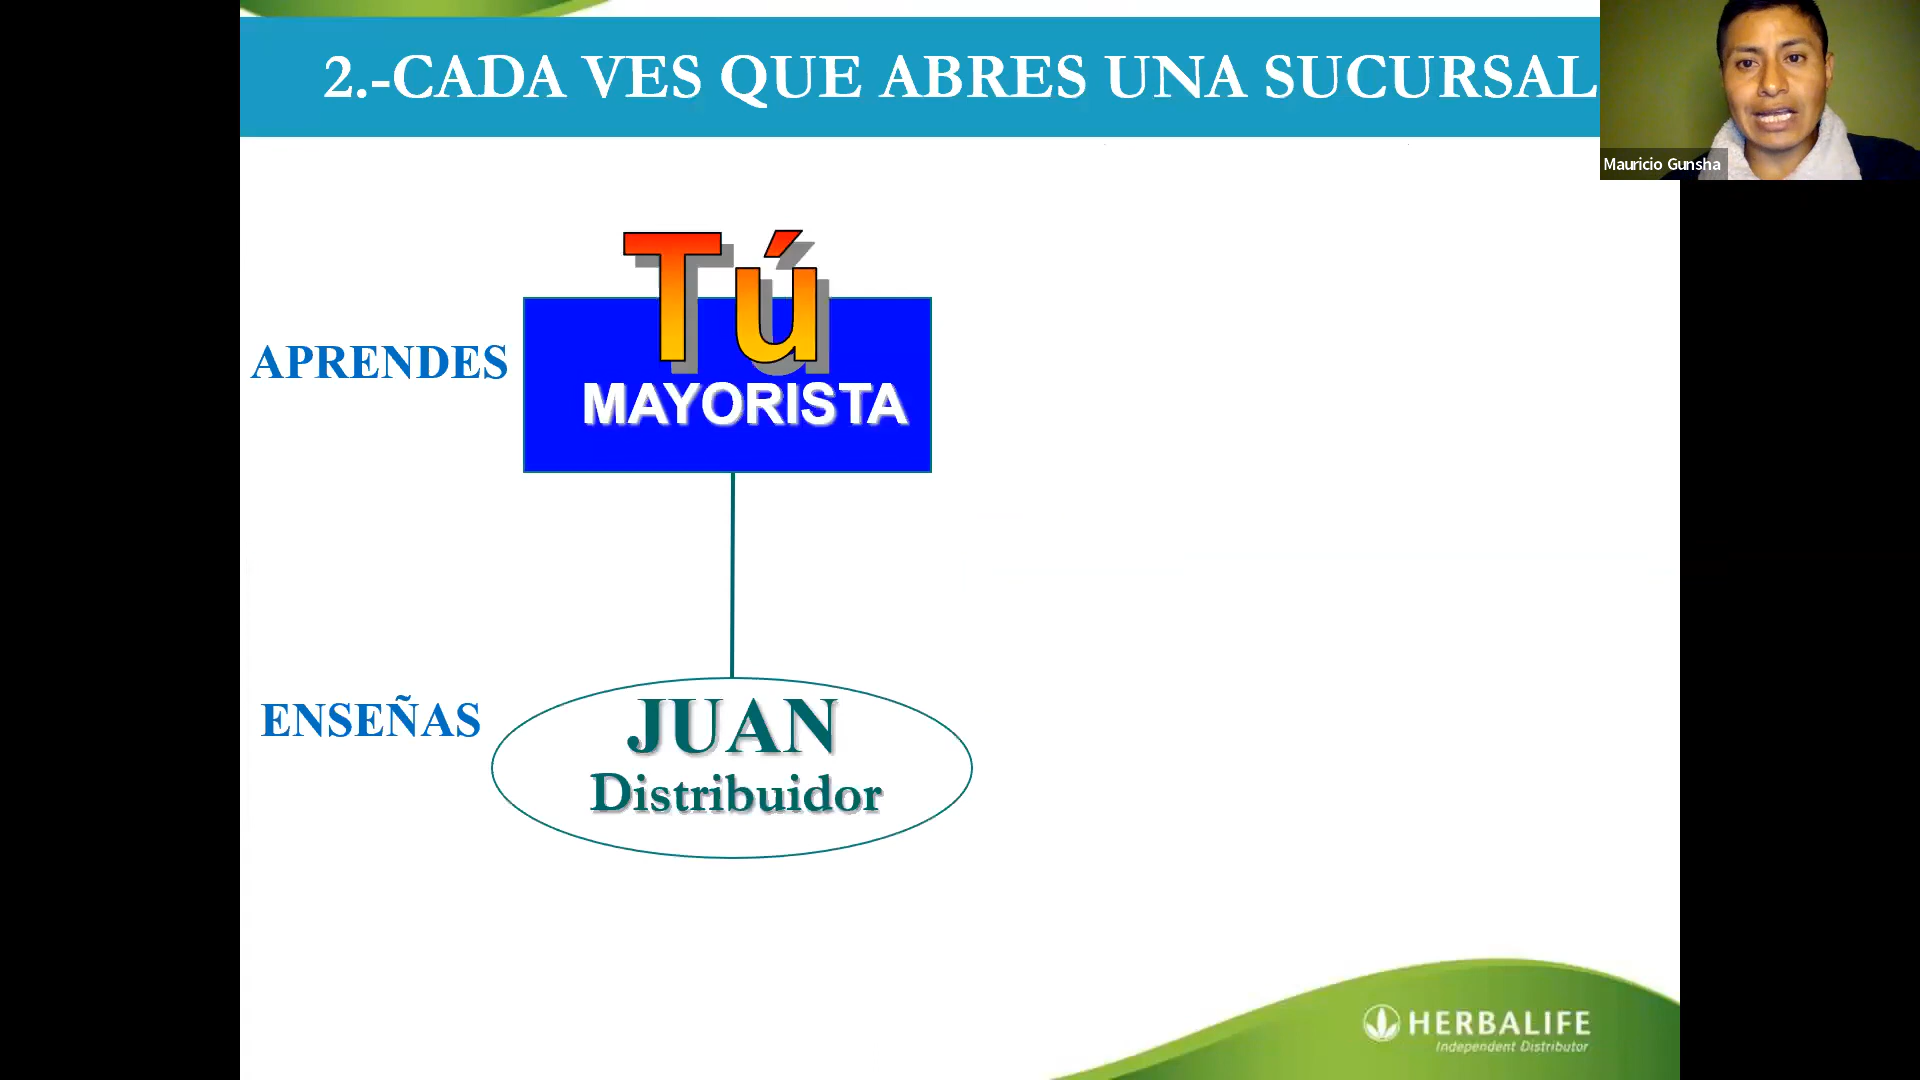 2.-CADA VES QUE ABRES UNA SUCURSAL
Mauricio Gunsha
Tú
APRENDES
MAYORISTA
ENSEÑAS
JUAN
Distribuidor
HERBALIFE
Independent Distributor